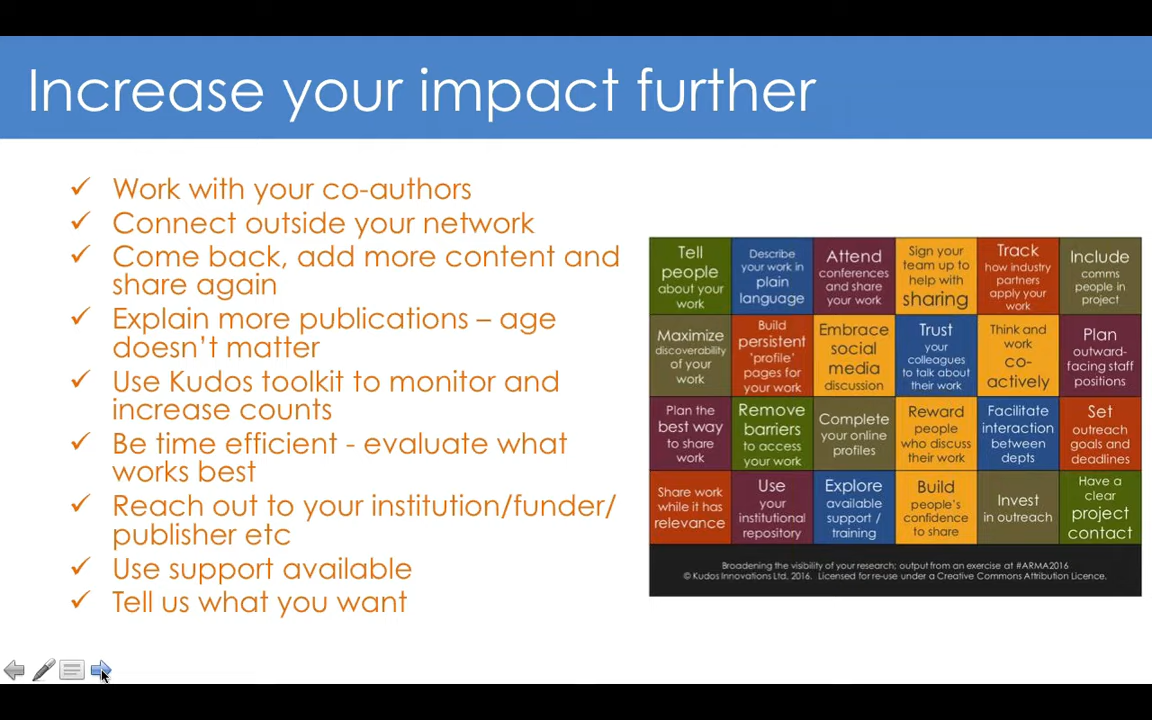 Increase your impact further
✓ Work with your co-authors
✓ Connect outside your network
✓ Come back, add more content and
share again
✓ Explain more publications – age
doesn't matter
✓ Use Kudos toolkit to monitor and
increase counts
✓ Be time efficient - evaluate what
works best
✓ Reach out to your institution/funder/
publisher etc
✓ Use support available
✓ Tell us what you want
Tell
people
about your
work
Describe
your work in
plain
language
Attend
conferences
and share
your work
Sign your
team up to
help with
sharing
Track
how industry
partners
apply your
work
Include
comms
people in
project
Maximize
discoverability
of your
work
Build
persistent
'profile'
pages for
your work
Embrace
social
media
discussion
Trust
your
colleagues
to talk about
their work
Think and
work
co-
actively
Plan
outward-
facing staff
positions
Plan the
best way
to share
work
Remove
barriers
to access
your work
Complete
your online
profiles
Reward
people
who discuss
their work
Facilitate
interaction
between
depts
Set
outreach
goals and
deadlines
Share work
while it has
relevance
Use
your
institutional
repository
Explore
available
support /
training
Build
people's
confidence
to share
Invest
in outreach
Have a
clear
project
contact
Broadening the visibility of your research; output from an exercise at #ARMA2016
© Kudos Innovations Ltd, 2016. Licensed for re-use under a Creative Commons Attribution Licence.